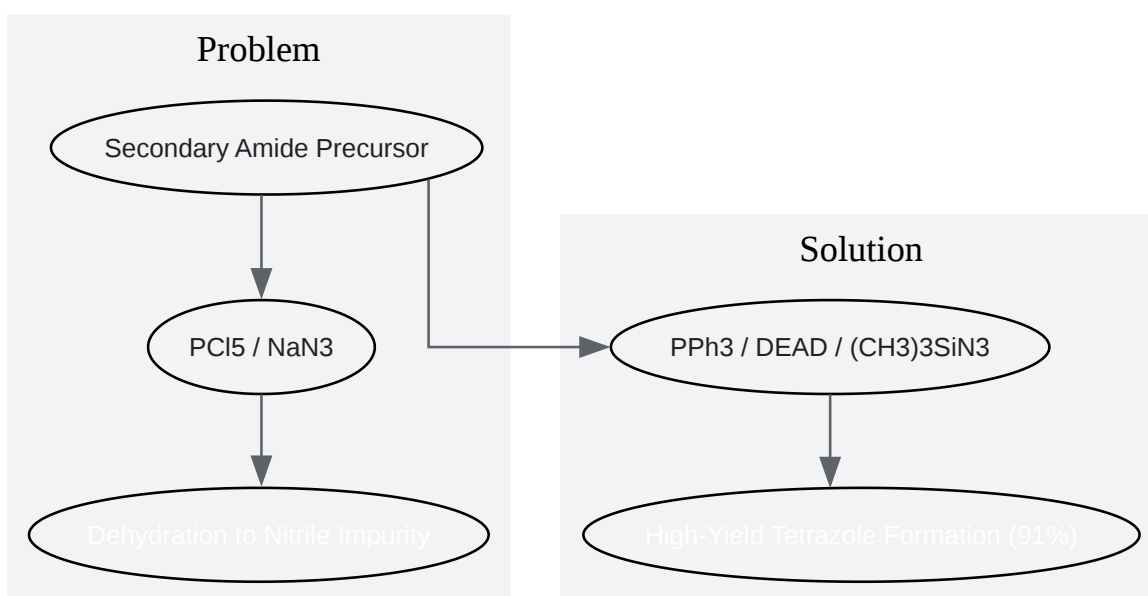 Problem
Secondary Amide Precursor
Solution
PCl5 / NaN3
PPh3 / DEAD / (CH3)3SiN3
Dehydration to Nitrile Impurity
High-Yield Tetrazole Formation (91%)